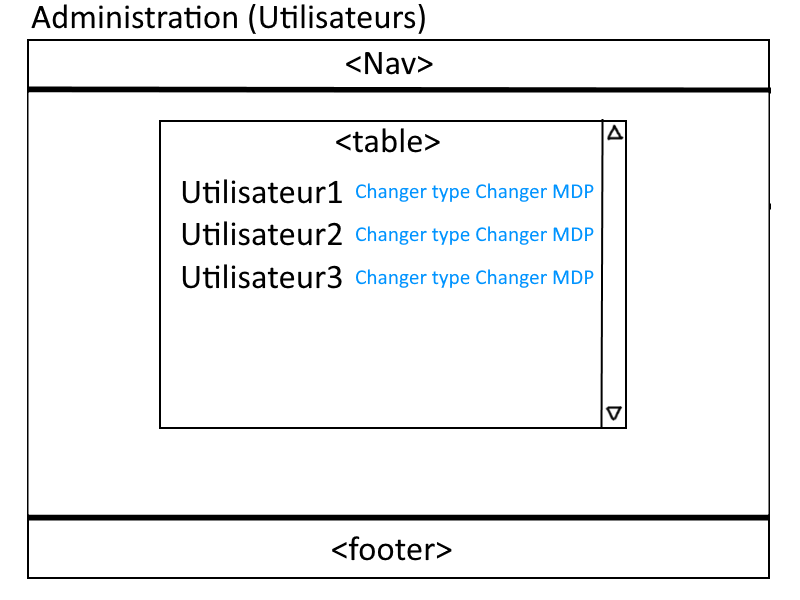 Administration (Utilisateurs)
<Nav>
<table>
Utilisateur1 Changer type Changer MDP
Utilisateur2 Changer type Changer MDP
Utilisateur3 Changer type Changer MDP
<footer>